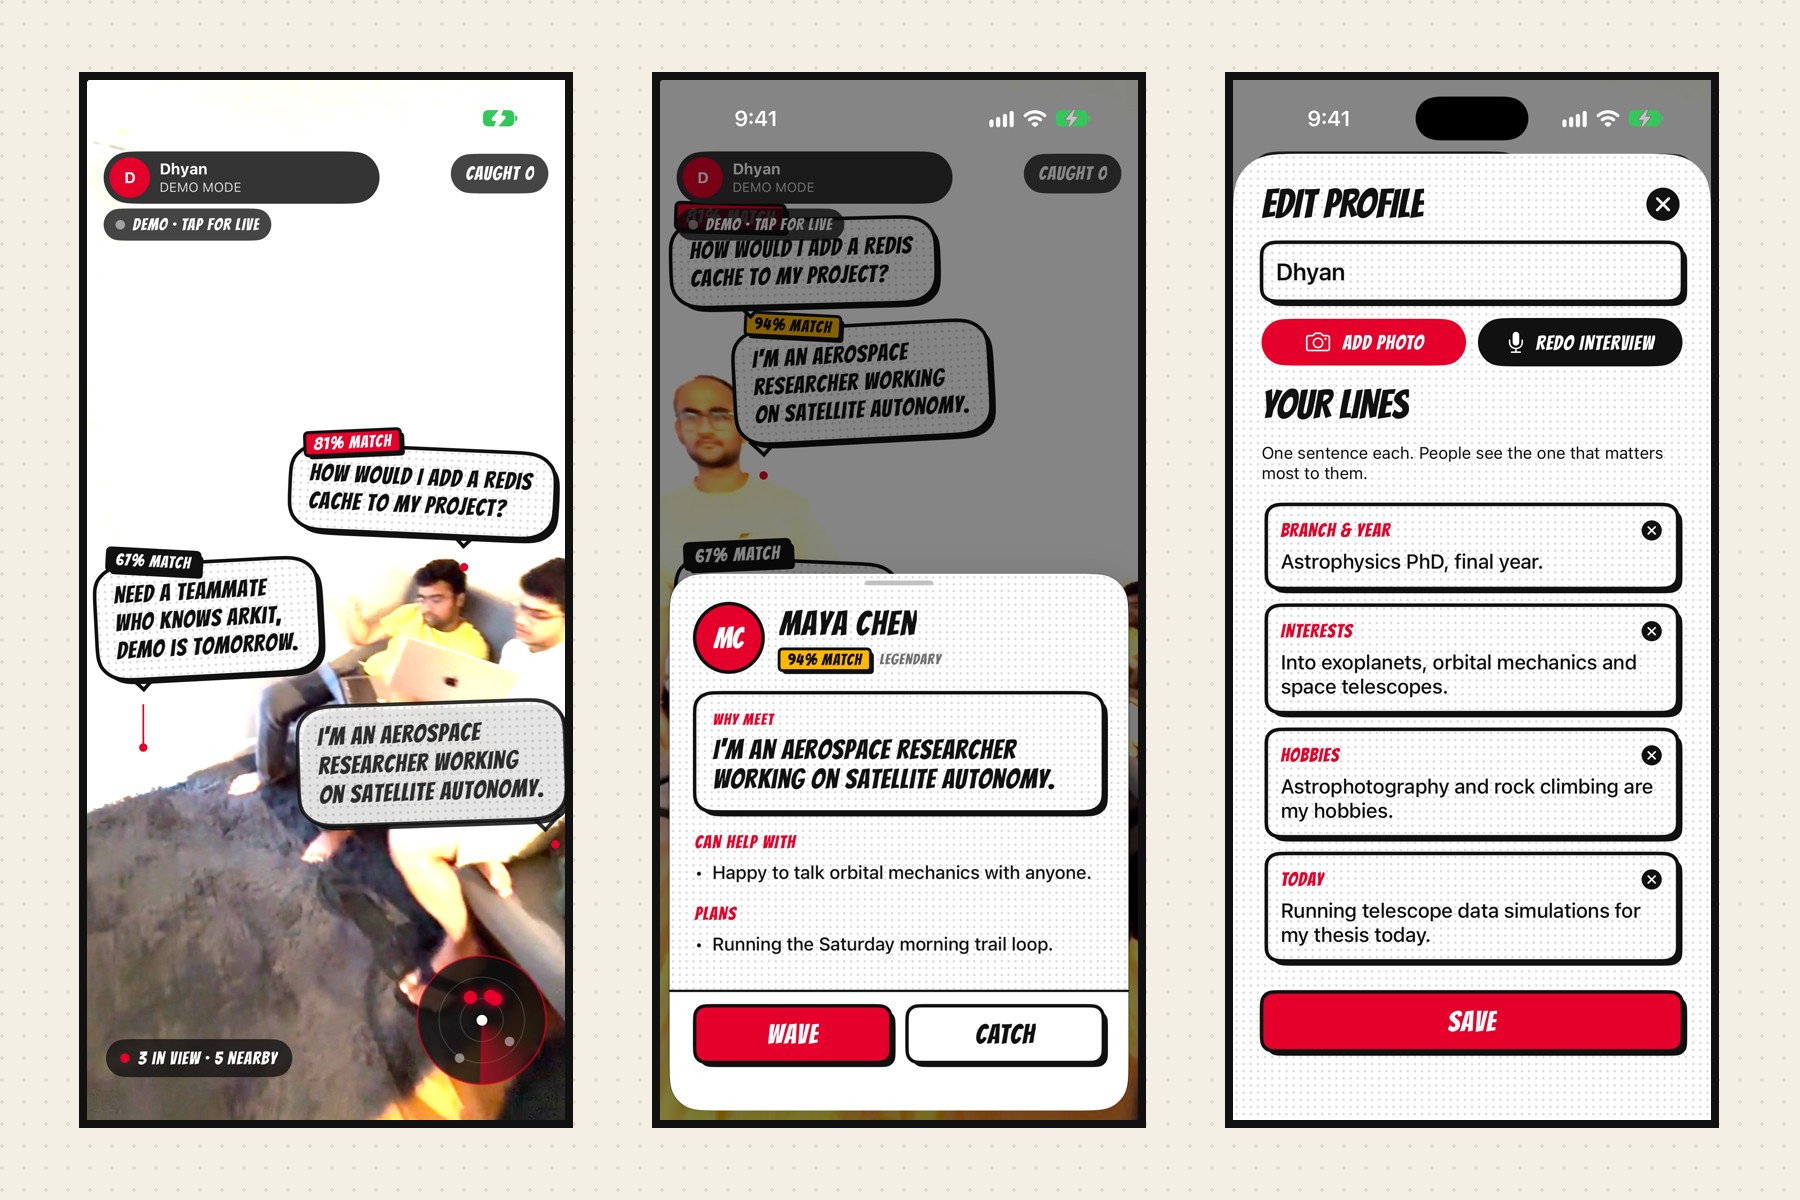 Dhyan
DEMO MODE
CAUGHT 0
DEMO · TAP FOR LIVE
81% MATCH
HOW WOULD I ADD A REDIS
CACHE TO MY PROJECT?
67% MATCH
NEED A TEAMMATE
WHO KNOWS ARKIT,
DEMO IS TOMORROW.
I'M AN AEROSPACE
RESEARCHER WORKING
ON SATELLITE AUTONOMY.
3 IN VIEW · 5 NEARBY
9:41
D
Dhyan
DEMO MODE
CAUGHT 0
81% MATCH
DEMO · TAP FOR LIVE
HOW WOULD I ADD A REDIS
CACHE TO MY PROJECT?
94% MATCH
I'M AN AEROSPACE
RESEARCHER WORKING
ON SATELLITE AUTONOMY.
67% MATCH
MC
MAYA CHEN
94% MATCH LEGENDARY
WHY MEET
I'M AN AEROSPACE RESEARCHER
WORKING ON SATELLITE AUTONOMY.
CAN HELP WITH
• Happy to talk orbital mechanics with anyone.
PLANS
• Running the Saturday morning trail loop.
WAVE
CATCH
9:41
EDIT PROFILE
Dhyan
ADD PHOTO
REDO INTERVIEW
YOUR LINES
One sentence each. People see the one that matters
most to them.
BRANCH & YEAR
Astrophysics PhD, final year.
INTERESTS
Into exoplanets, orbital mechanics and
space telescopes.
HOBBIES
Astrophotography and rock climbing are
my hobbies.
TODAY
Running telescope data simulations for
my thesis today.
SAVE